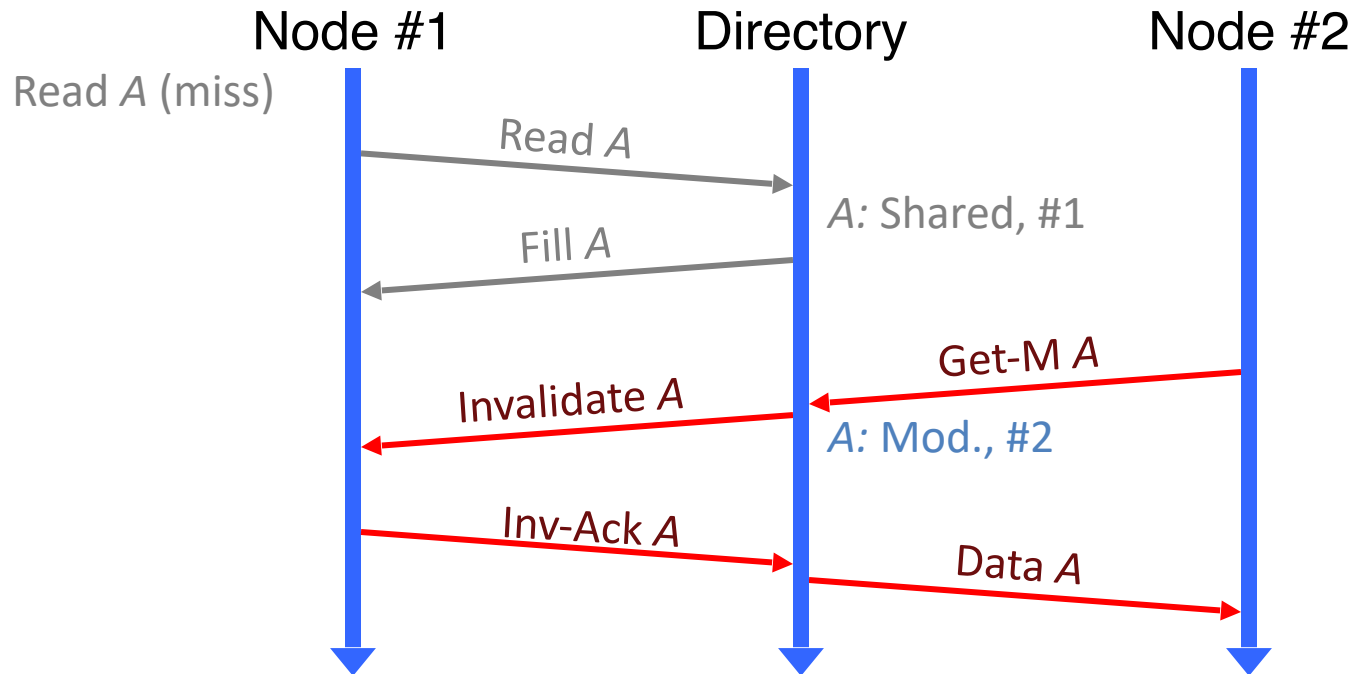 Node #1
Directory
Node #2
Read A (miss)
Read A
A: Shared, #1
Fill A
Get-M A
Invalidate A
A: Mod., #2
Inv-Ack A
Data A